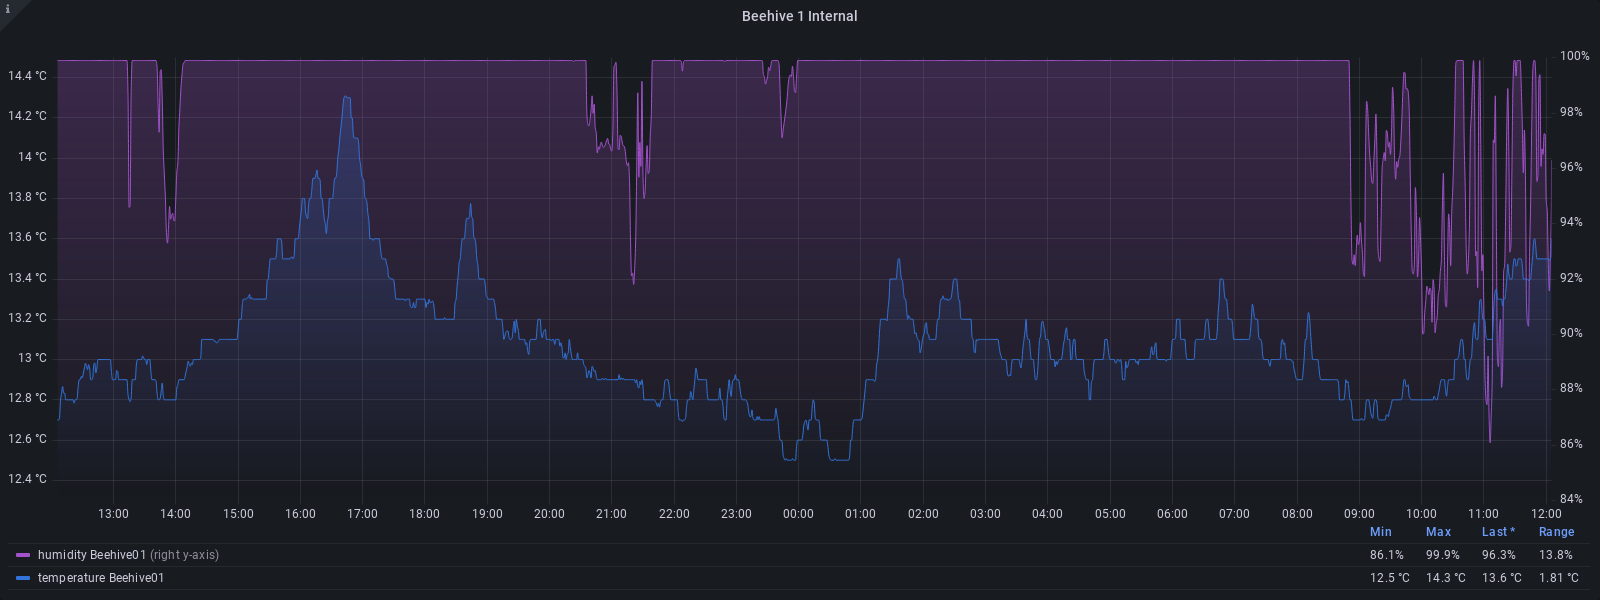 i
Beehive 1 Internal
14.4 °C
14.2 °C
14 °C
13.8 °C
13.6 °C
13.4 °C
13.2 °C
13 °C
12.8 °C
12.6 °C
12.4 °C
100%
98%
96%
94%
92%
90%
88%
86%
84%
13:00 14:00 15:00 16:00 17:00 18:00 19:00 20:00 21:00 22:00 23:00 00:00 01:00 02:00 03:00 04:00 05:00 06:00 07:00 08:00 09:00 10:00 11:00 12:00
Min Max Last * Range
humidity Beehive01 (right y-axis) 86.1% 99.9% 96.3% 13.8%
temperature Beehive01 12.5 °C 14.3 °C 13.6 °C 1.81 °C